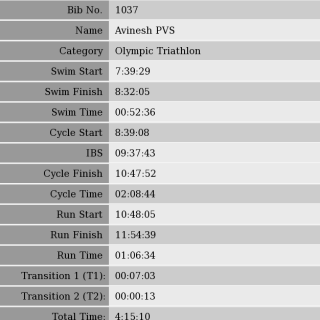 Bib No. 1037
Name Avinesh PVS
Category Olympic Triathlon
Swim Start 7:39:29
Swim Finish 8:32:05
Swim Time 00:52:36
Cycle Start 8:39:08
IBS 09:37:43
Cycle Finish 10:47:52
Cycle Time 02:08:44
Run Start 10:48:05
Run Finish 11:54:39
Run Time 01:06:34
Transition 1 (T1): 00:07:03
Transition 2 (T2): 00:00:13
Total Time: 4:15:10